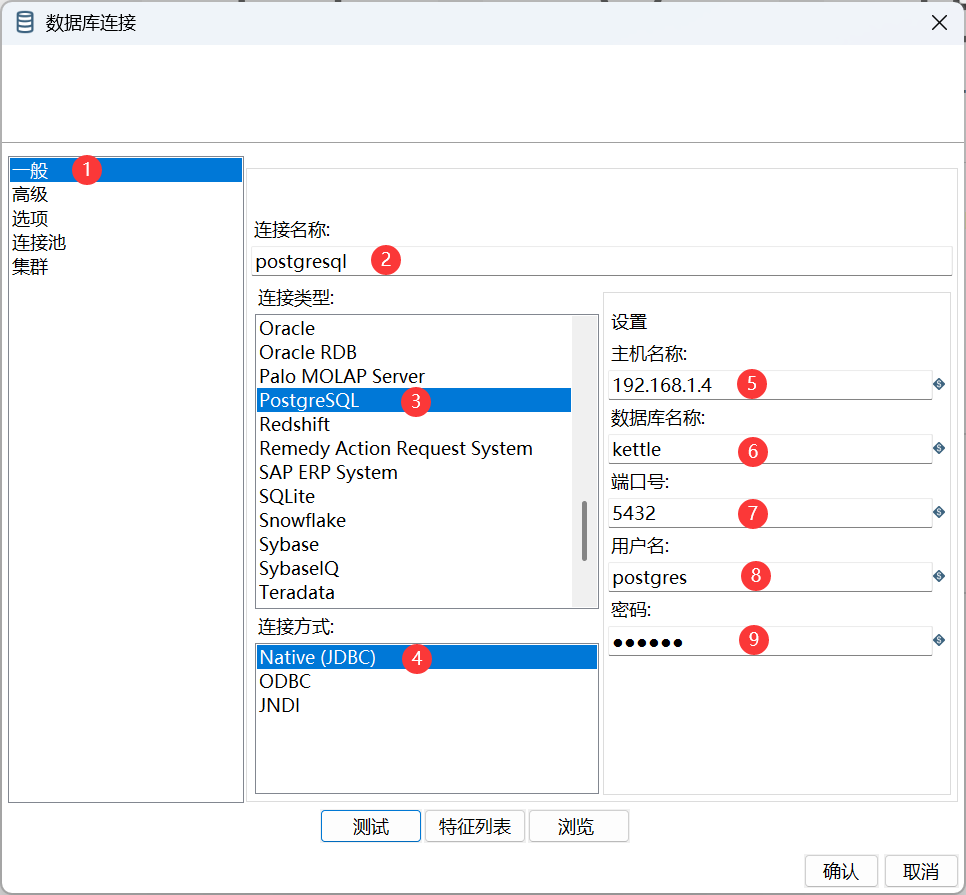 数据库连接
一般 1
高级
选项
连接池
集群
连接名称:
postgresql 2
连接类型:
Oracle
Oracle RDB
Palo MOLAP Server
PostgreSQL 3
Redshift
Remedy Action Request System
SAP ERP System
SQLite
Snowflake
Sybase
SybaseIQ
Teradata
连接方式:
Native (JDBC) 4
ODBC
JNDI
设置
主机名称:
192.168.1.4 5
数据库名称:
kettle 6
端口号:
5432 7
用户名:
postgres 8
密码:
●●●●●● 9
测试 特征列表 浏览
确认 取消